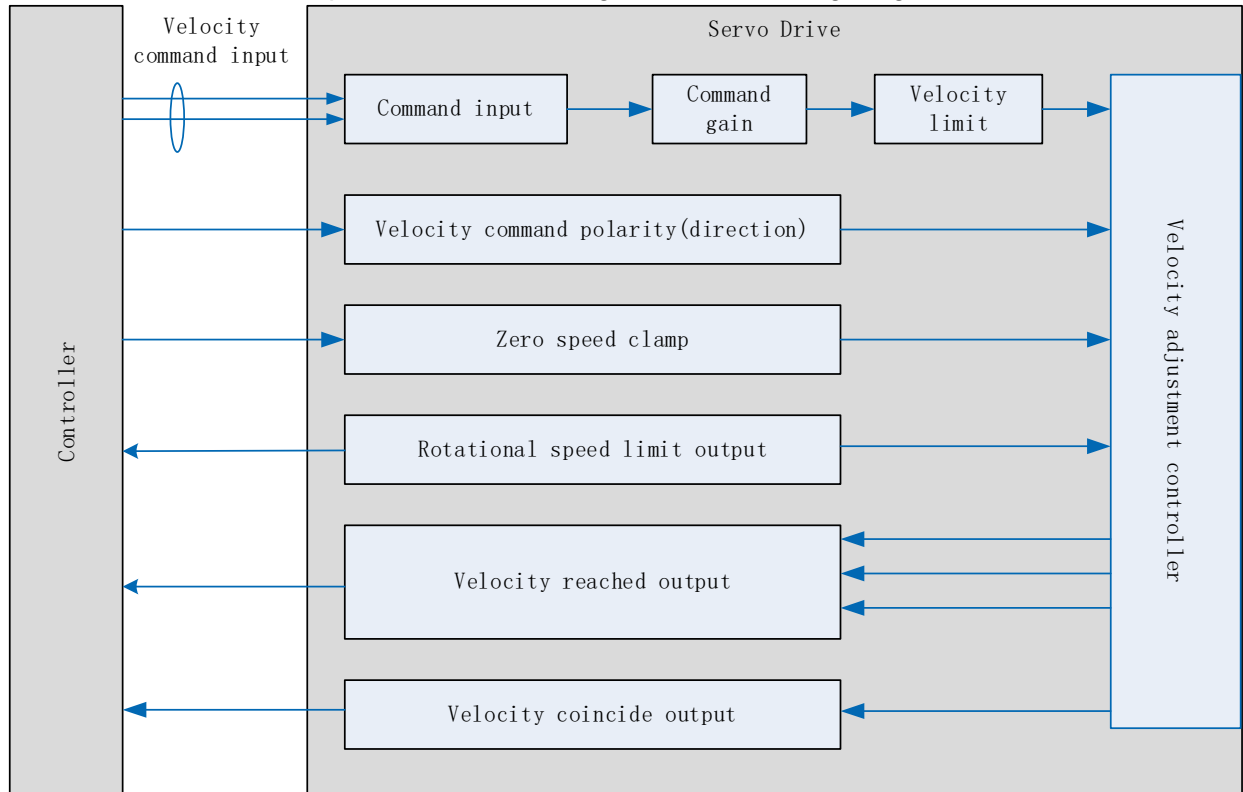 Velocity
command input
Servo Drive
Command input
Command
gain
Velocity
limit
Velocity command polarity(direction)
Zero speed clamp
Rotational speed limit output
Velocity reached output
Velocity coincide output
Controller
Velocity adjustment controller